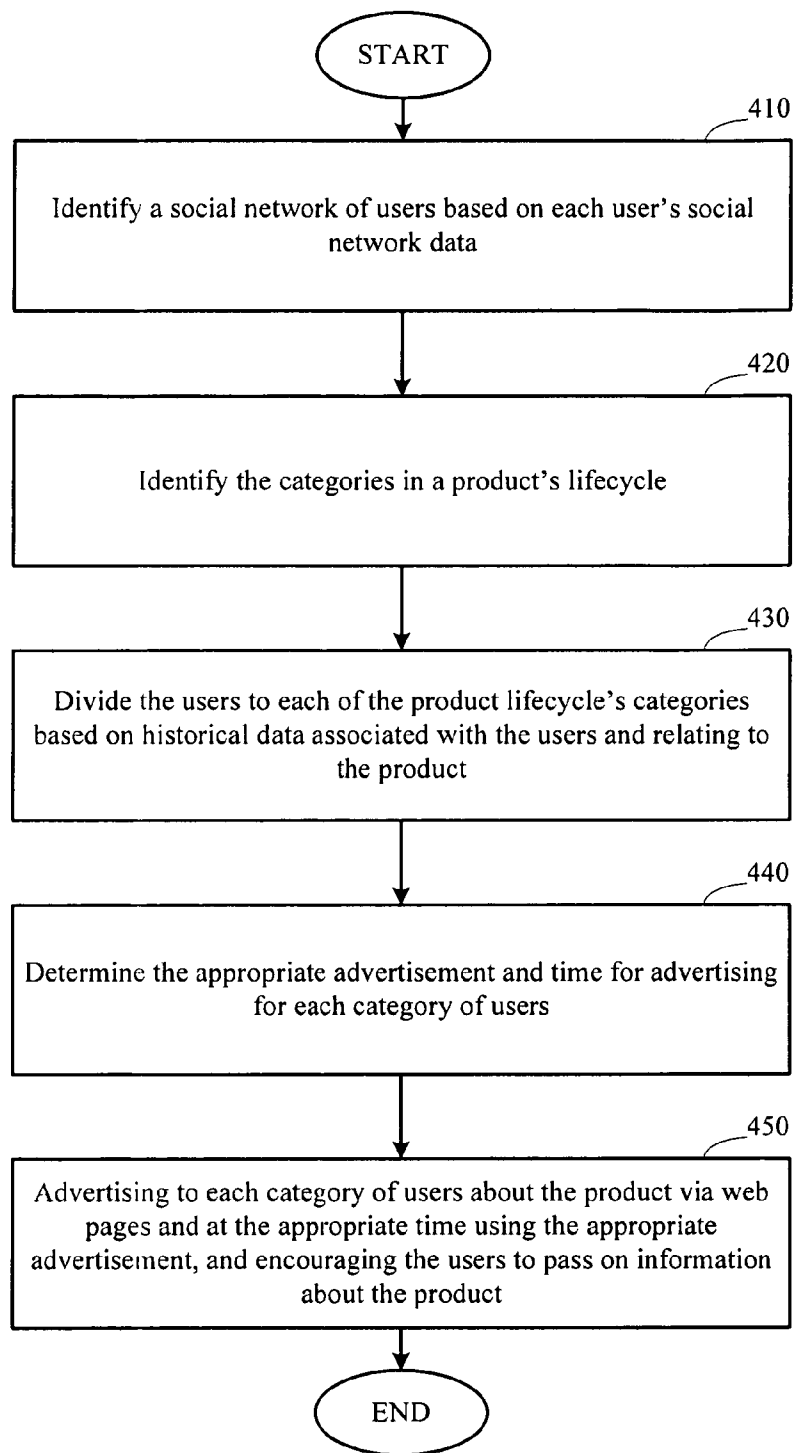 START
410
Identify a social network of users based on each user's social
network data
420
Identify the categories in a product's lifecycle
430
Divide the users to each of the product lifecycle's categories
based on historical data associated with the users and relating to
the product
440
Determine the appropriate advertisement and time for advertising
for each category of users
450
Advertising to each category of users about the product via web
pages and at the appropriate time using the appropriate
advertisement, and encouraging the users to pass on information
about the product
END